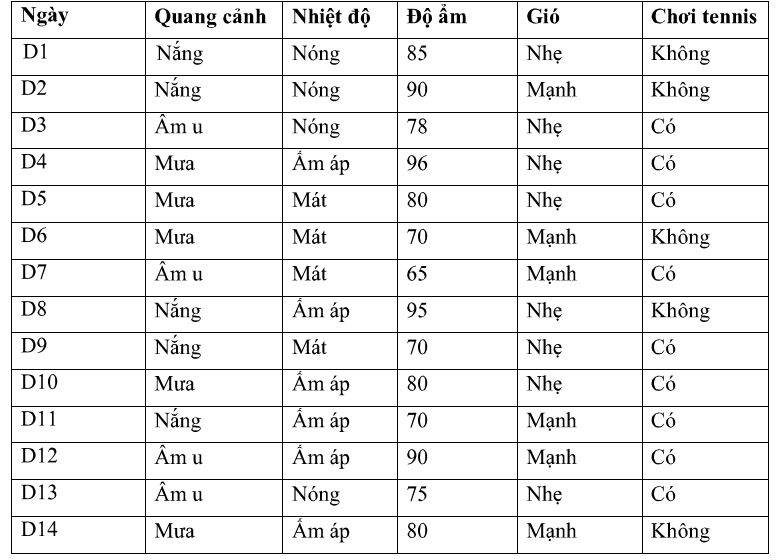 Ngày Quang cảnh Nhiệt độ Độ ẩm Gió Chơi tennis
D1 Nắng Nóng 85 Nhẹ Không
D2 Nắng Nóng 90 Mạnh Không
D3 Âm u Nóng 78 Nhẹ Có
D4 Mưa Ấm áp 96 Nhẹ Có
D5 Mưa Mát 80 Nhẹ Có
D6 Mưa Mát 70 Mạnh Không
D7 Âm u Mát 65 Mạnh Có
D8 Nắng Ấm áp 95 Nhẹ Không
D9 Nắng Mát 70 Nhẹ Có
D10 Mưa Ấm áp 80 Nhẹ Có
D11 Nắng Ấm áp 70 Mạnh Có
D12 Âm u Ấm áp 90 Mạnh Có
D13 Âm u Nóng 75 Nhẹ Có
D14 Mưa Ấm áp 80 Mạnh Không